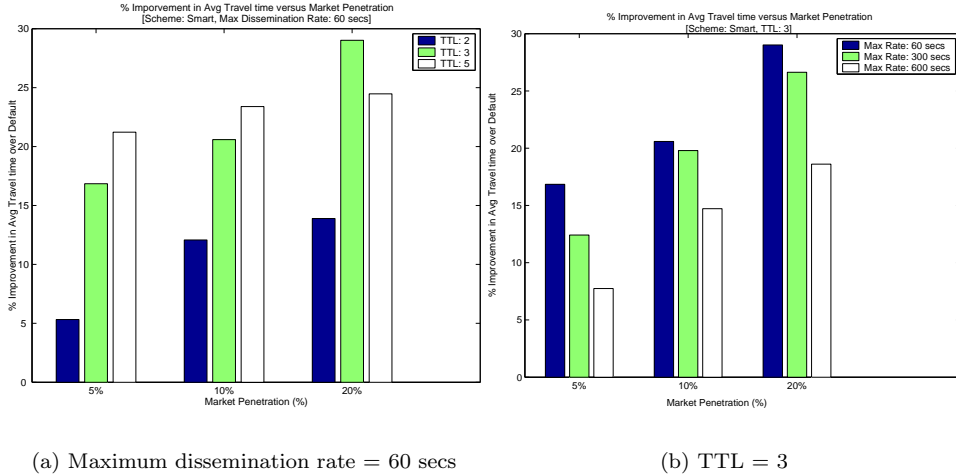 % Imporovement in Avg Travel time versus Market Penetration
[Scheme: Smart, Max Dissemination Rate: 60 secs]
30
25
20
15
10
5
0
% Improvement in Avg Travel time over Default
TTL: 2
TTL: 3
TTL: 5
5%
10%
20%
Market Penetration (%)
(a) Maximum dissemination rate = 60 secs
% Imporovement in Avg Travel time versus Market Penetration
[Scheme: Smart, TTL: 3]
30
25
20
15
10
5
0
% Improvement in Avg Travel time over Default
Max Rate: 60 secs
Max Rate: 300 secs
Max Rate: 600 secs
5%
10%
20%
Market Penetration (%)
(b) TTL = 3